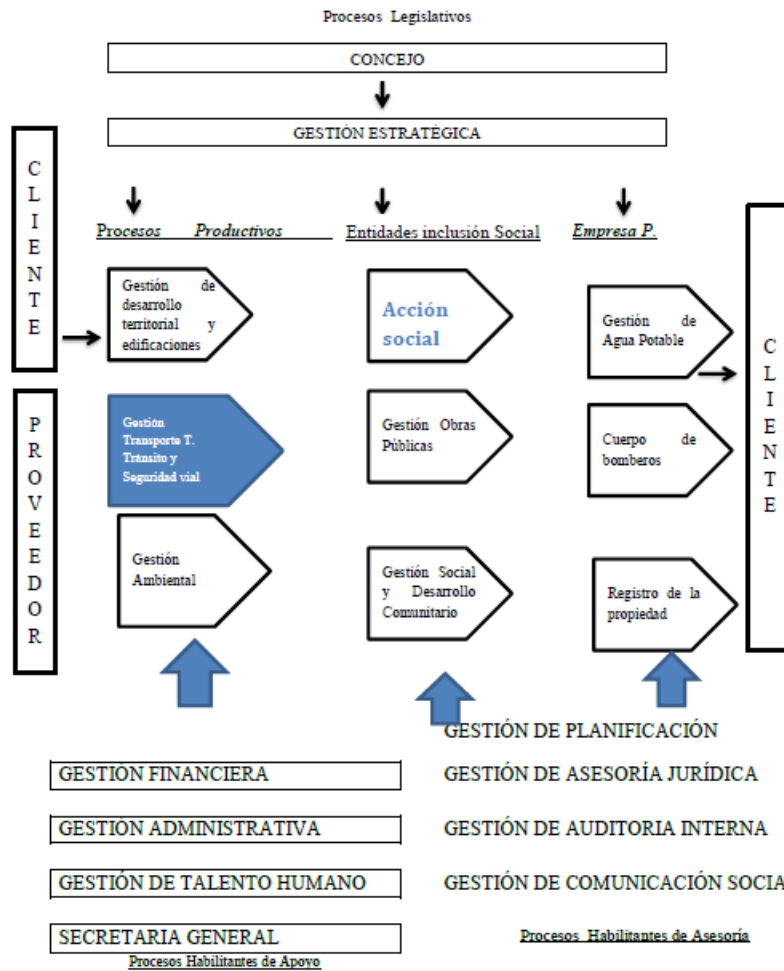 Procesos Legislativos
CONCEJO
GESTIÓN ESTRATÉGICA
CLIENTE
PROVEEDOR
Procesos Productivos
Gestión de
desarrollo
territorial y
edificaciones
Gestión
Transporte T.
Tránsito y
Seguridad vial
Gestión
Ambiental
Entidades inclusión Social
Acción
social
Gestión Obras
Públicas
Gestión Social
y Desarrollo
Comunitario
Empresa P.
Gestión de
Agua Potable
Cuerpo de
bomberos
Registro de la
propiedad
CLIENTE
GESTIÓN FINANCIERA
GESTIÓN ADMINISTRATIVA
GESTIÓN DE TALENTO HUMANO
SECRETARIA GENERAL
Procesos Habilitantes de Apoyo
GESTIÓN DE PLANIFICACIÓN
GESTIÓN DE ASESORÍA JURÍDICA
GESTIÓN DE AUDITORIA INTERNA
GESTIÓN DE COMUNICACIÓN SOCIA
Procesos Habilitantes de Asesoría